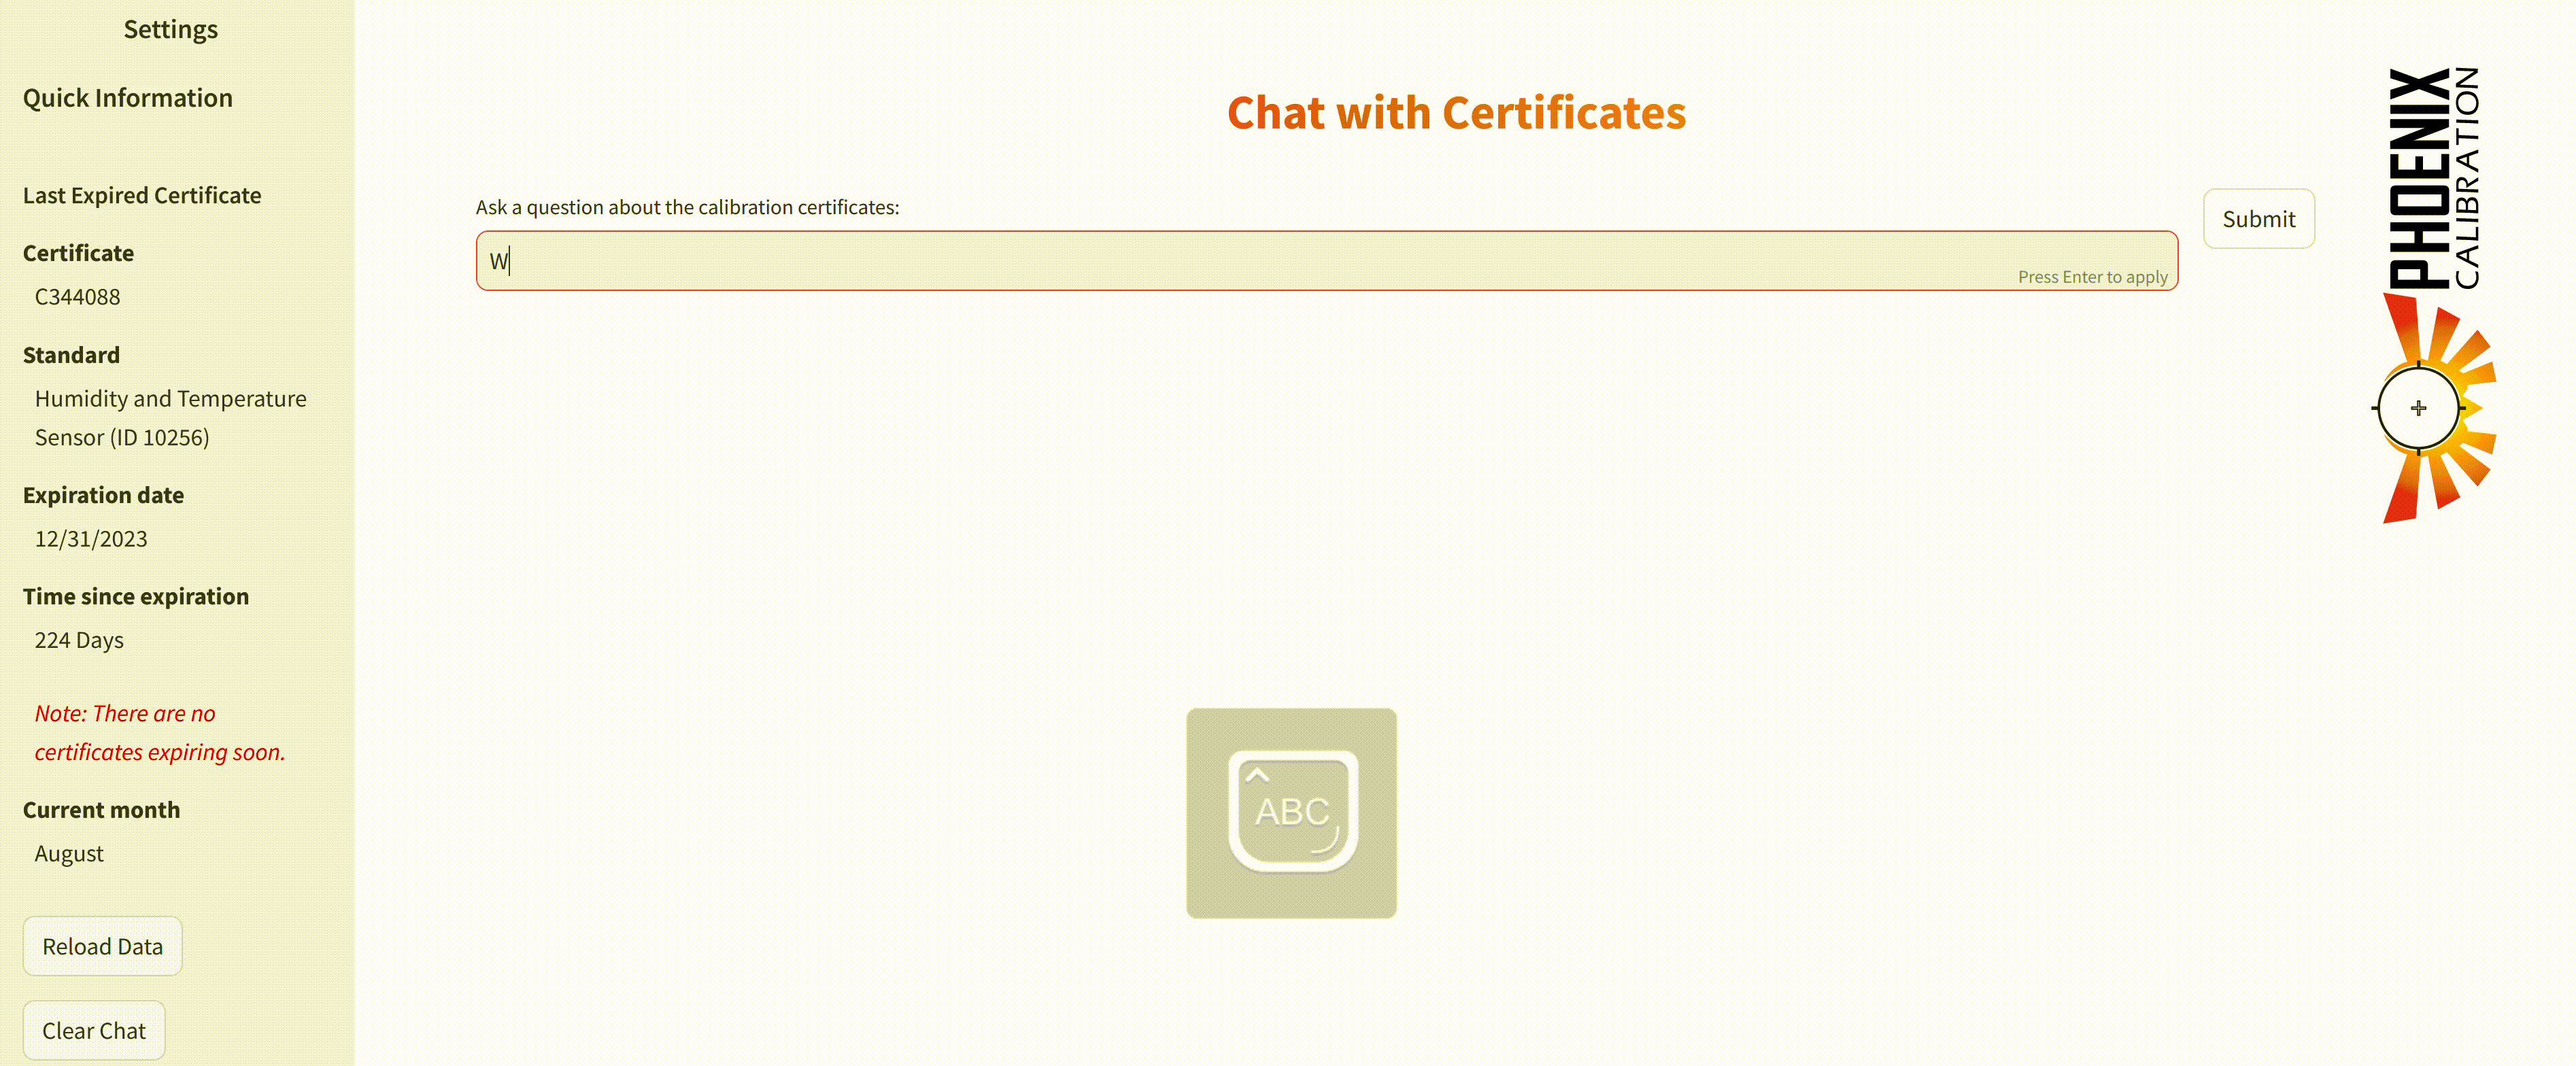 Settings
Quick Information
Last Expired Certificate
Certificate
C344088
Standard
Humidity and Temperature
Sensor (ID 10256)
Expiration date
12/31/2023
Time since expiration
224 Days
Note: There are no
certificates expiring soon.
Current month
August
Reload Data
Clear Chat
Chat with Certificates
Ask a question about the calibration certificates:
W
Press Enter to apply
Submit
PHOENIX
CALIBRATION
ABC